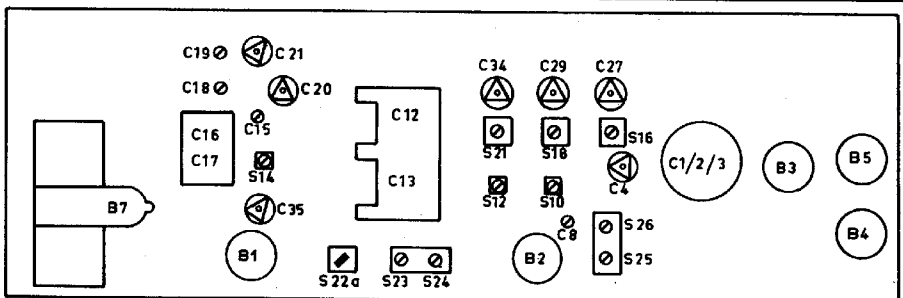 C19
C21
C34
C29
C27
C18
C20
C12
C15
C16
S21
S18
S16
C17
C1/2/3
B3
B5
S14
C13
S12
S10
C4
B7
C35
C8
S26
B4
B1
B2
S25
S22a
S23
S24